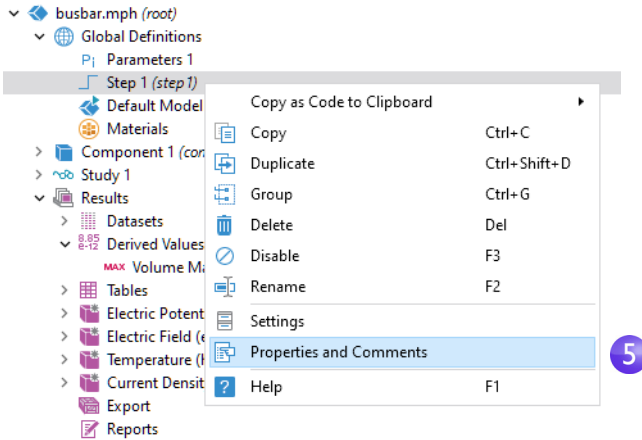 busbar.mph (root)
Global Definitions
Pi Parameters 1
Step 1 (step1)
Default Model
Materials
Component 1 (con
Study 1
Results
Datasets
8.85
e-12
Derived Values
MAX Volume Ma
Tables
Electric Potent
Electric Field (e
Temperature (h
Current Densit
Export
Reports
Copy as Code to Clipboard
Copy Ctrl+C
Duplicate Ctrl+Shift+D
Group Ctrl+G
Delete Del
Disable F3
Rename F2
Settings
Properties and Comments
Help F1
5